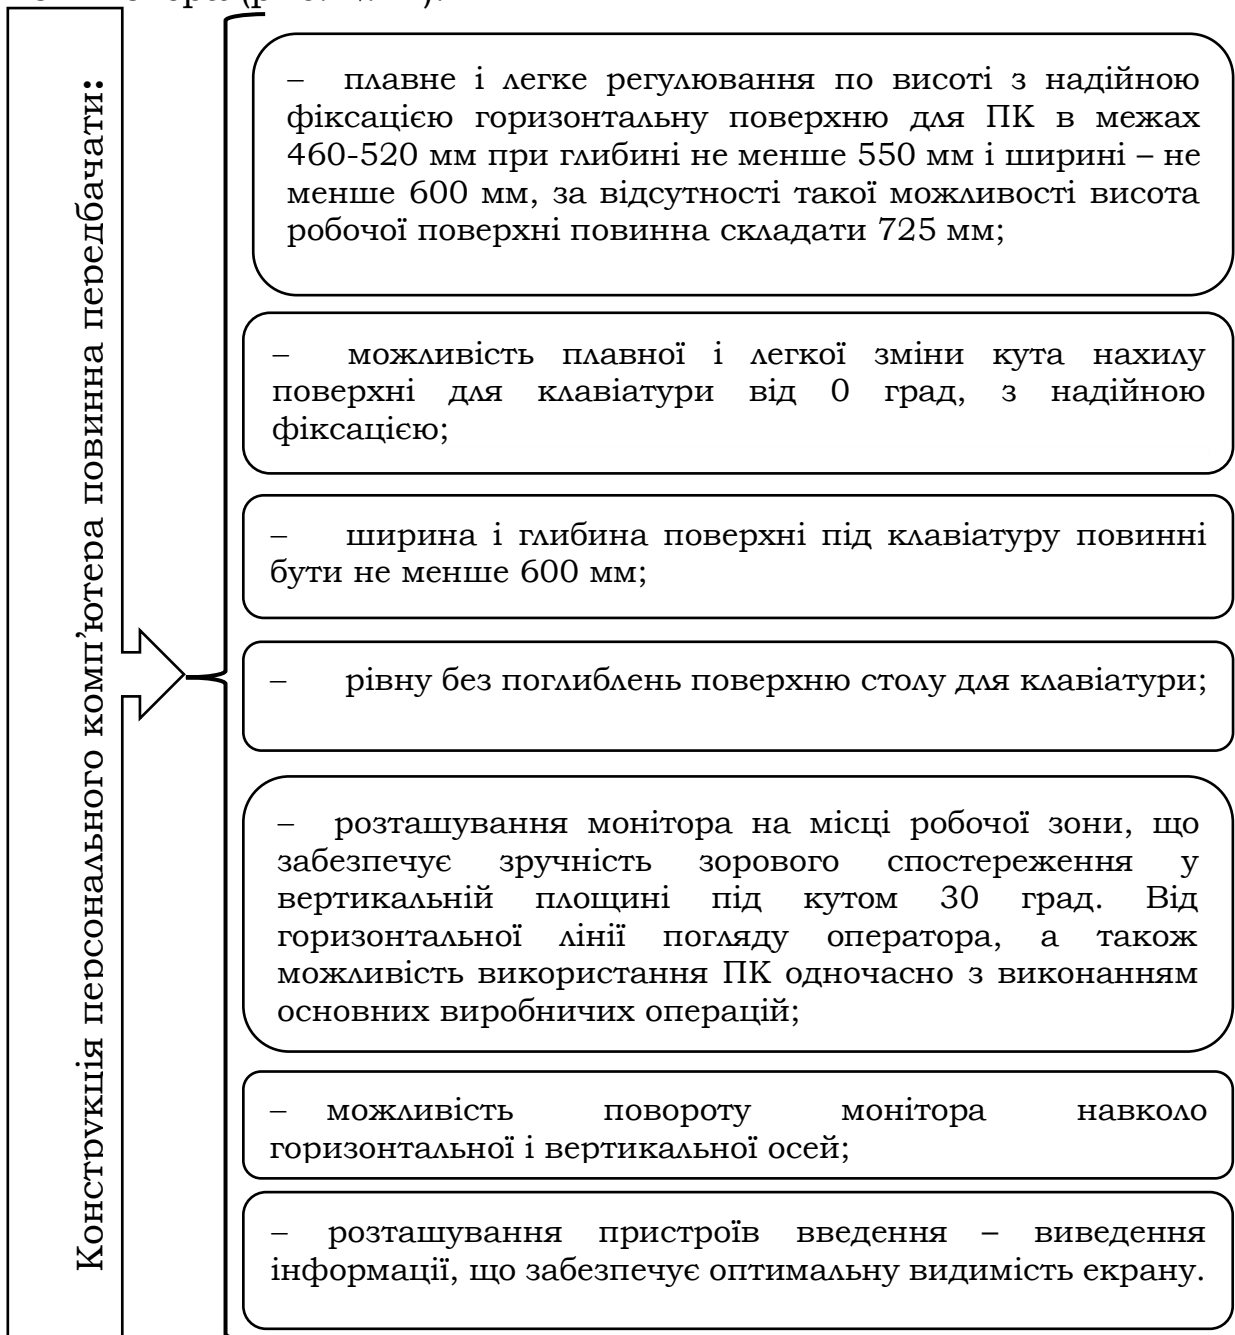 Конструкція персонального комп’ютера повинна передбачати:
– плавне і легке регулювання по висоті з надійною
фіксацією горизонтальну поверхню для ПК в межах
460-520 мм при глибині не менше 550 мм і ширині – не
менше 600 мм, за відсутності такої можливості висота
робочої поверхні повинна складати 725 мм;
– можливість плавної і легкої зміни кута нахилу
поверхні для клавіатури від 0 град, з надійною
фіксацією;
– ширина і глибина поверхні під клавіатуру повинні
бути не менше 600 мм;
– рівну без поглиблень поверхню столу для клавіатури;
– розташування монітора на місці робочої зони, що
забезпечує зручність зорового спостереження у
вертикальній площині під кутом 30 град. Від
горизонтальної лінії погляду оператора, а також
можливість використання ПК одночасно з виконанням
основних виробничих операцій;
– можливість повороту монітора навколо
горизонтальної і вертикальної осей;
– розташування пристроїв введення – виведення
інформації, що забезпечує оптимальну видимість екрану.